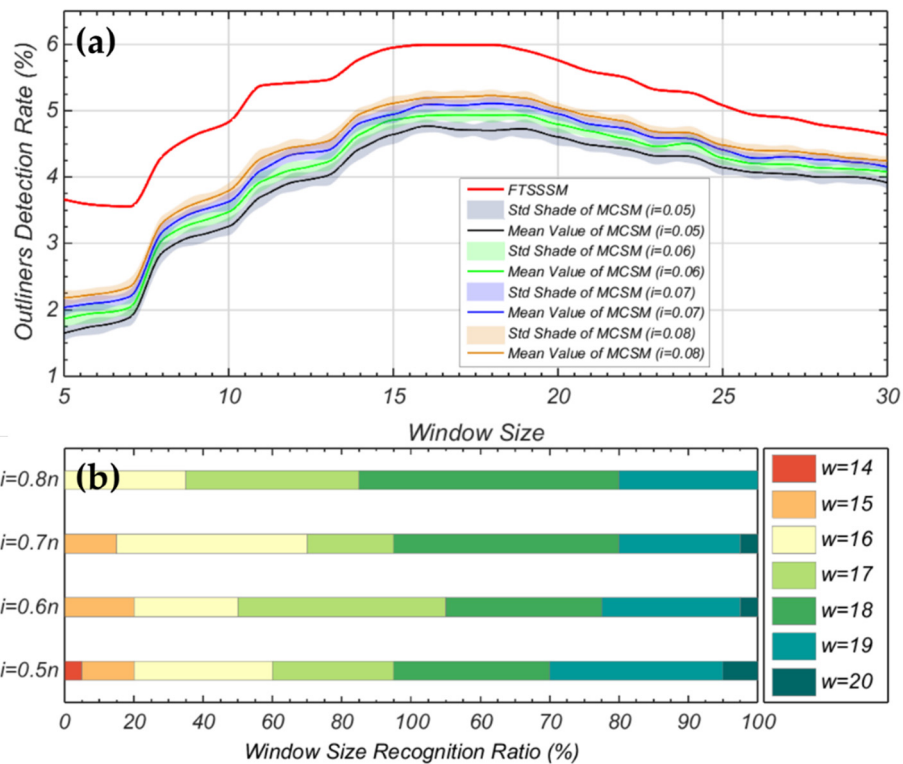 (a)
Outliners Detection Rate (%)
6
5
4
3
2
1
FTSSSM
Std Shade of MCSM (i=0.05)
Mean Value of MCSM (i=0.05)
Std Shade of MCSM (i=0.06)
Mean Value of MCSM (i=0.06)
Std Shade of MCSM (i=0.07)
Mean Value of MCSM (i=0.07)
Std Shade of MCSM (i=0.08)
Mean Value of MCSM (i=0.08)
5 10 15 20 25 30
Window Size
(b)
i=0.8n
i=0.7n
i=0.6n
i=0.5n
w=14
w=15
w=16
w=17
w=18
w=19
w=20
0 20 40 60 80 100 60 70 80 90 100
Window Size Recognition Ratio (%)